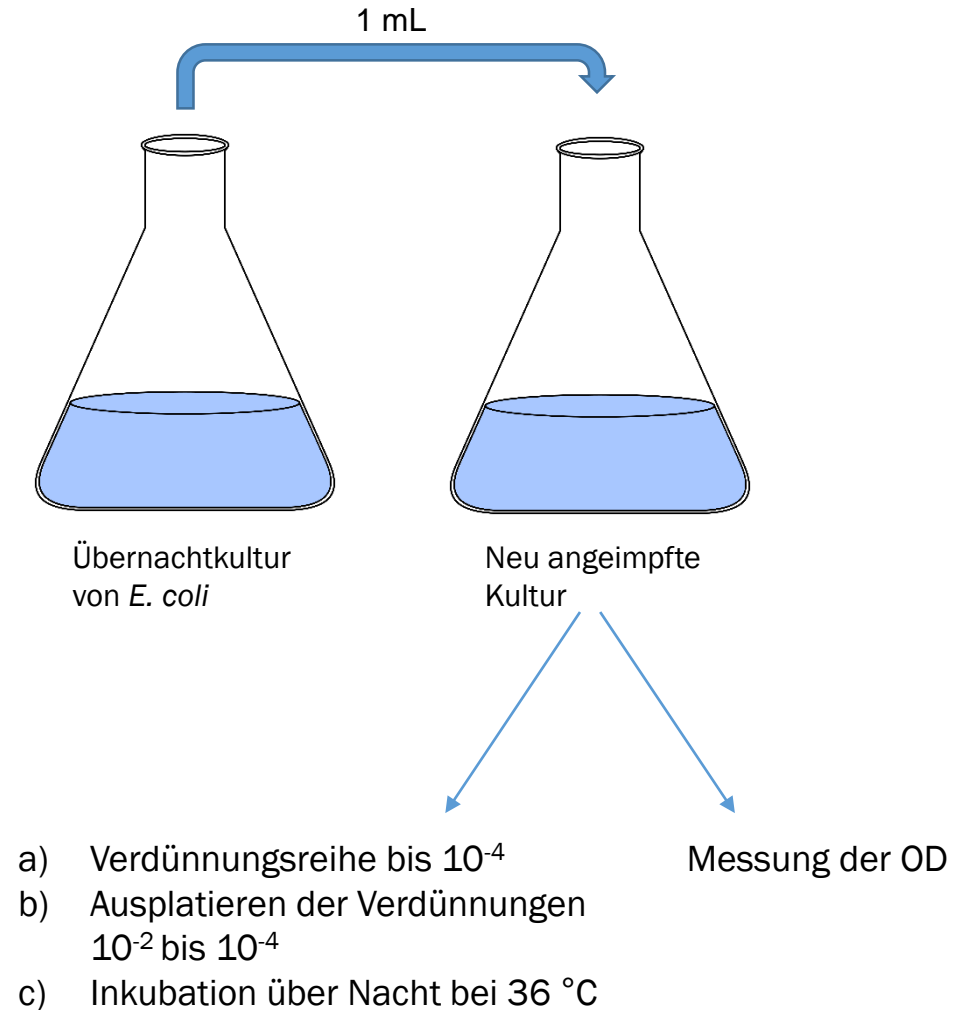 1 mL
Übernachtkultur
von E. coli
Neu angeimpfte
Kultur
a) Verdünnungsreihe bis 10⁻⁴
Messung der OD
b) Ausplatieren der Verdünnungen
10⁻² bis 10⁻⁴
c) Inkubation über Nacht bei 36 °C